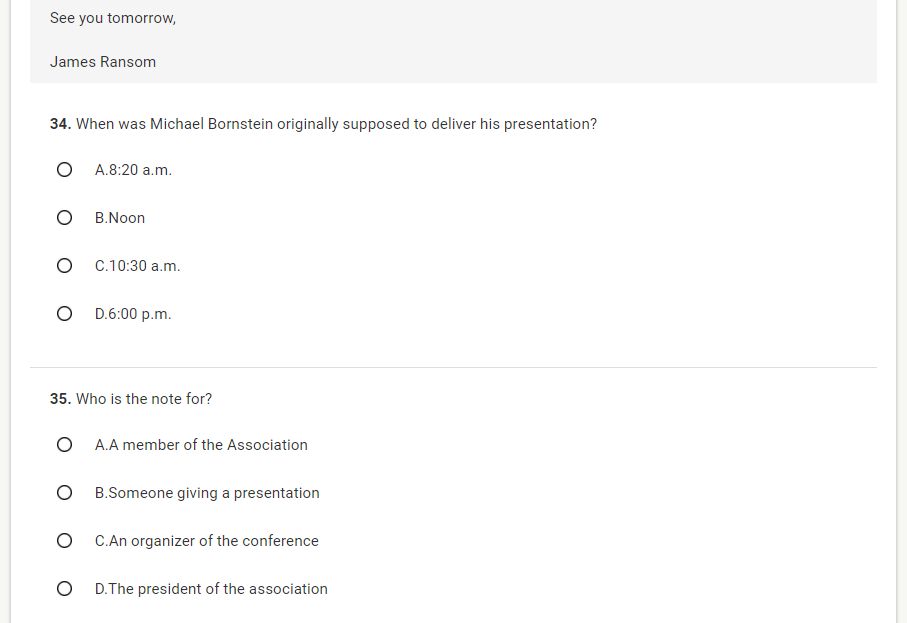 See you tomorrow,
James Ransom
34. When was Michael Bornstein originally supposed to deliver his presentation?
A.8:20 a.m.
B.Noon
C.10:30 a.m.
D.6:00 p.m.
35. Who is the note for?
A.A member of the Association
B.Someone giving a presentation
C.An organizer of the conference
D.The president of the association